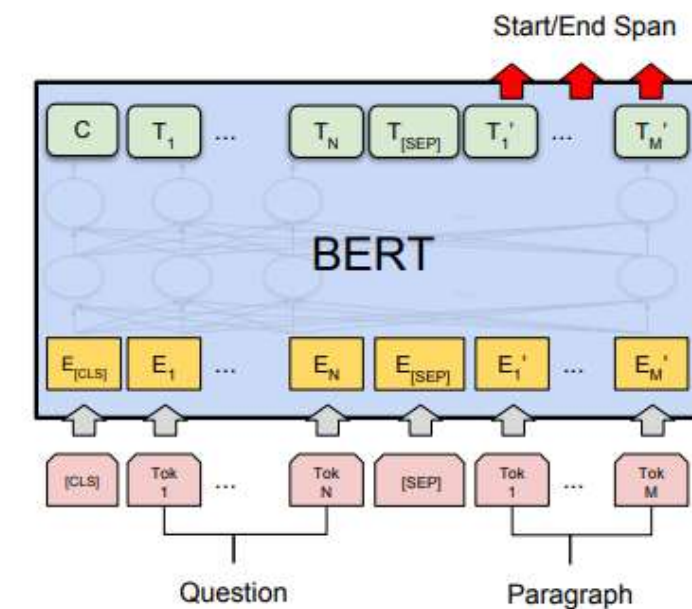 Start/End Span
C T1 ... TN T[SEP] T1' ... TM'
BERT
E[CLS] E1 ... EN E[SEP] E1' ... EM'
[CLS] Tok 1 ... Tok N [SEP] Tok 1 ... Tok M
Question Paragraph